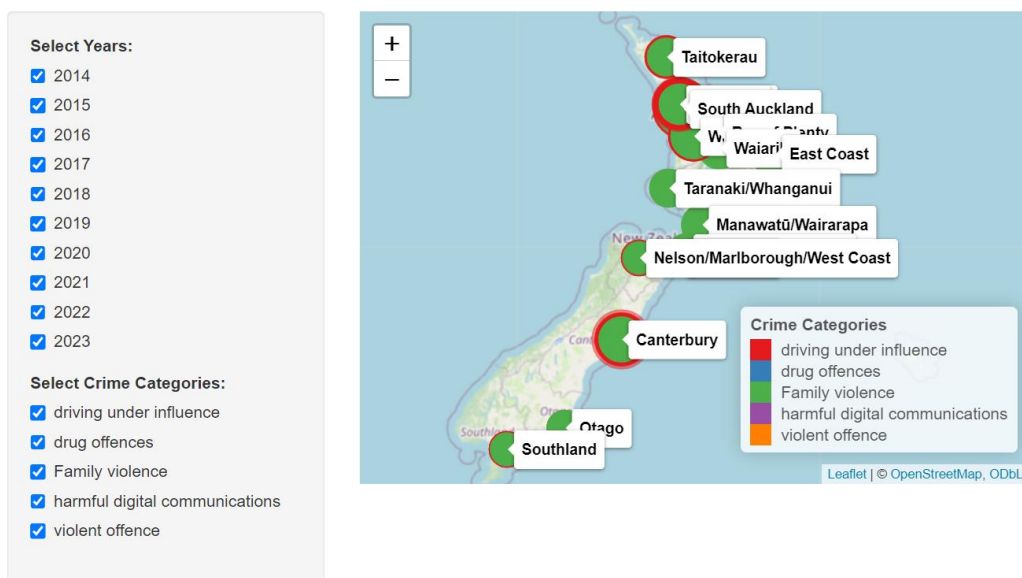 Select Years:
2014
2015
2016
2017
2018
2019
2020
2021
2022
2023
Select Crime Categories:
driving under influence
drug offences
Family violence
harmful digital communications
violent offence
+
−
Taitokerau
South Auckland
East Coast
Taranaki/Whanganui
Manawatū/Wairarapa
Nelson/Marlborough/West Coast
Canterbury
Otago
Southland
Southland
Crime Categories
driving under influence
drug offences
Family violence
harmful digital communications
violent offence
Leaflet | © OpenStreetMap, ODbL